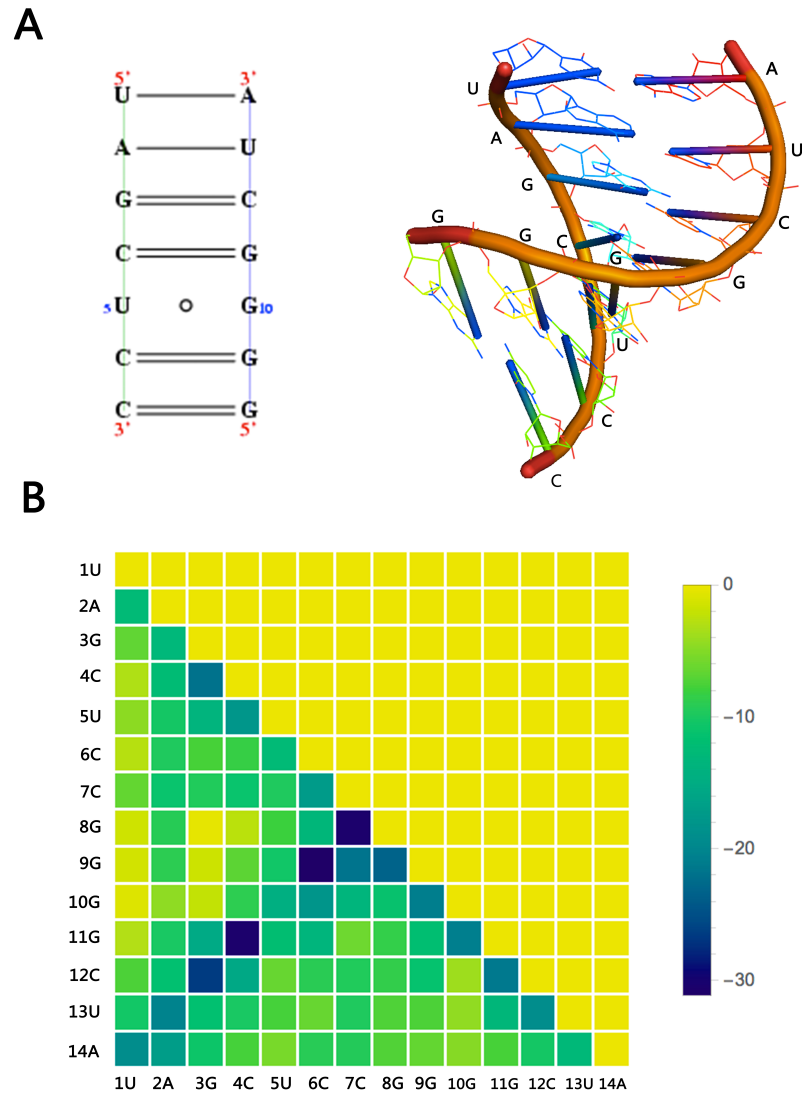 A
5' 3'
U A
A U
G C
C G
5 U G 10
C G
C G
3' 5'
U A
A U
G
G G C C
G G
U
C
C
B
1U 0
2A
3G
4C
5U -10
6C
7C
8G
9G -20
10G
11G
12C -30
13U
14A
1U 2A 3G 4C 5U 6C 7C 8G 9G 10G 11G 12C 13U 14A